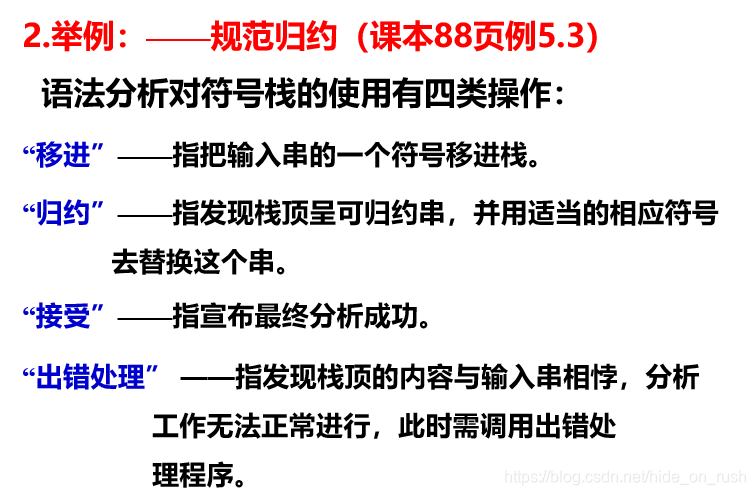 2.举例：——规范归约（课本88页例5.3）
语法分析对符号栈的使用有四类操作：
“移进”——指把输入串的一个符号移进栈。
“归约”——指发现栈顶呈可归约串，并用适当的相应符号
去替换这个串。
“接受”——指宣布最终分析成功。
“出错处理” ——指发现栈顶的内容与输入串相悖，分析
工作无法正常进行，此时需调用出错处
理程序。
https://blog.csdn.net/hide_on_rush